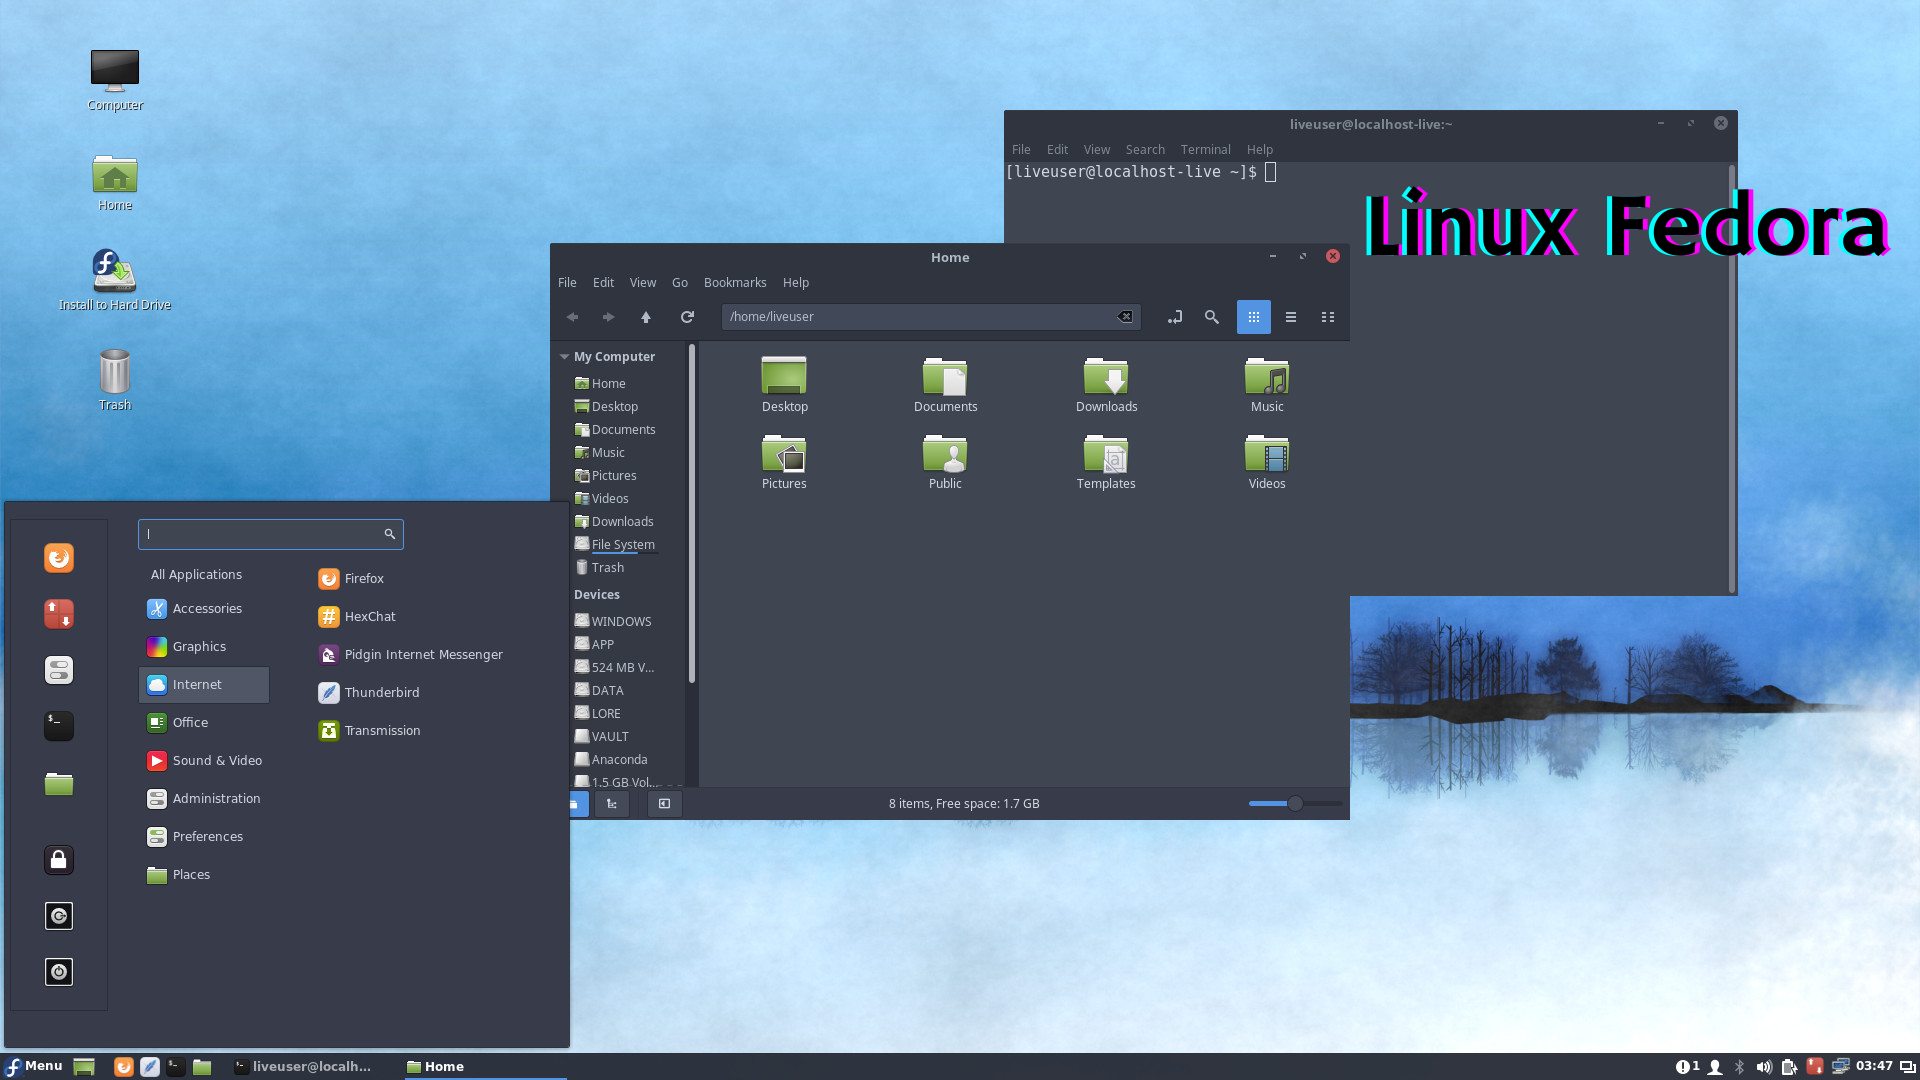 Computer
Home
Install to Hard Drive
Trash
liveuser@localhost-live:~
File Edit View Search Terminal Help
[liveuser@localhost-live ~]$
Linux Fedora
Home
File Edit View Go Bookmarks Help
/home/liveuser
My Computer
Home
Desktop
Documents
Music
Pictures
Videos
Downloads
File System
Trash
Devices
WINDOWS
APP
524 MB V...
DATA
LORE
VAULT
Anaconda
1.5 GB Vol...
Desktop Documents Downloads Music
Pictures Public Templates Videos
8 items, Free space: 1.7 GB
All Applications
Accessories
Graphics
Internet
Office
Sound & Video
Administration
Preferences
Places
Firefox
HexChat
Pidgin Internet Messenger
Thunderbird
Transmission
Menu liveuser@localh... Home 1 03:47